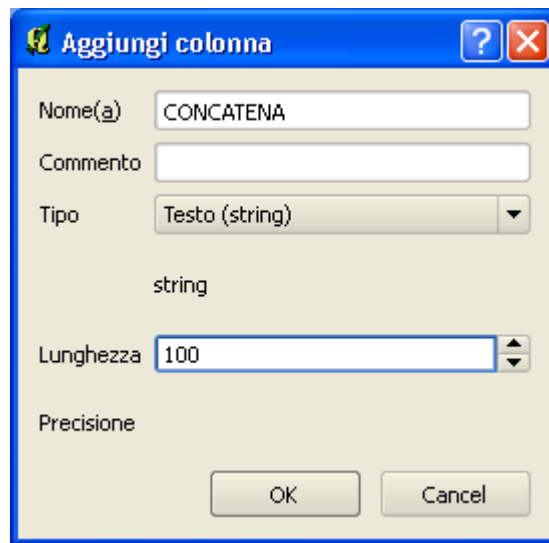 Aggiungi colonna
Nome(a) CONCATENA
Commento
Tipo Testo (string)
string
Lunghezza 100
Precisione
OK Cancel